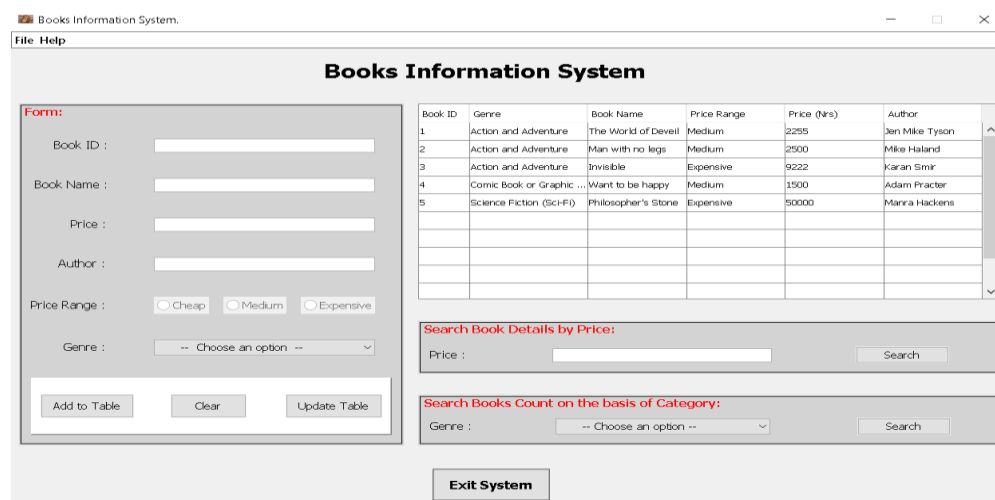 Books Information System.
File Help
Books Information System
Form:
Book ID :
Book Name :
Price :
Author :
Price Range :
Cheap Medium Expensive
Genre :
-- Choose an option --
Add to Table Clear Update Table
Book ID Genre Book Name Price Range Price (Nrs) Author
1 Action and Adventure The World of Deveil Medium 2255 Jen Mike Tyson
2 Action and Adventure Man with no legs Medium 2500 Mike Haland
3 Action and Adventure Invisible Expensive 9222 Karan Smir
4 Comic Book or Graphic ... Want to be happy Medium 1500 Adam Practer
5 Science Fiction (Sci-Fi) Philosopher's Stone Expensive 50000 Manra Hackens
Search Book Details by Price:
Price : Search
Search Books Count on the basis of Category:
Genre : -- Choose an option -- Search
Exit System